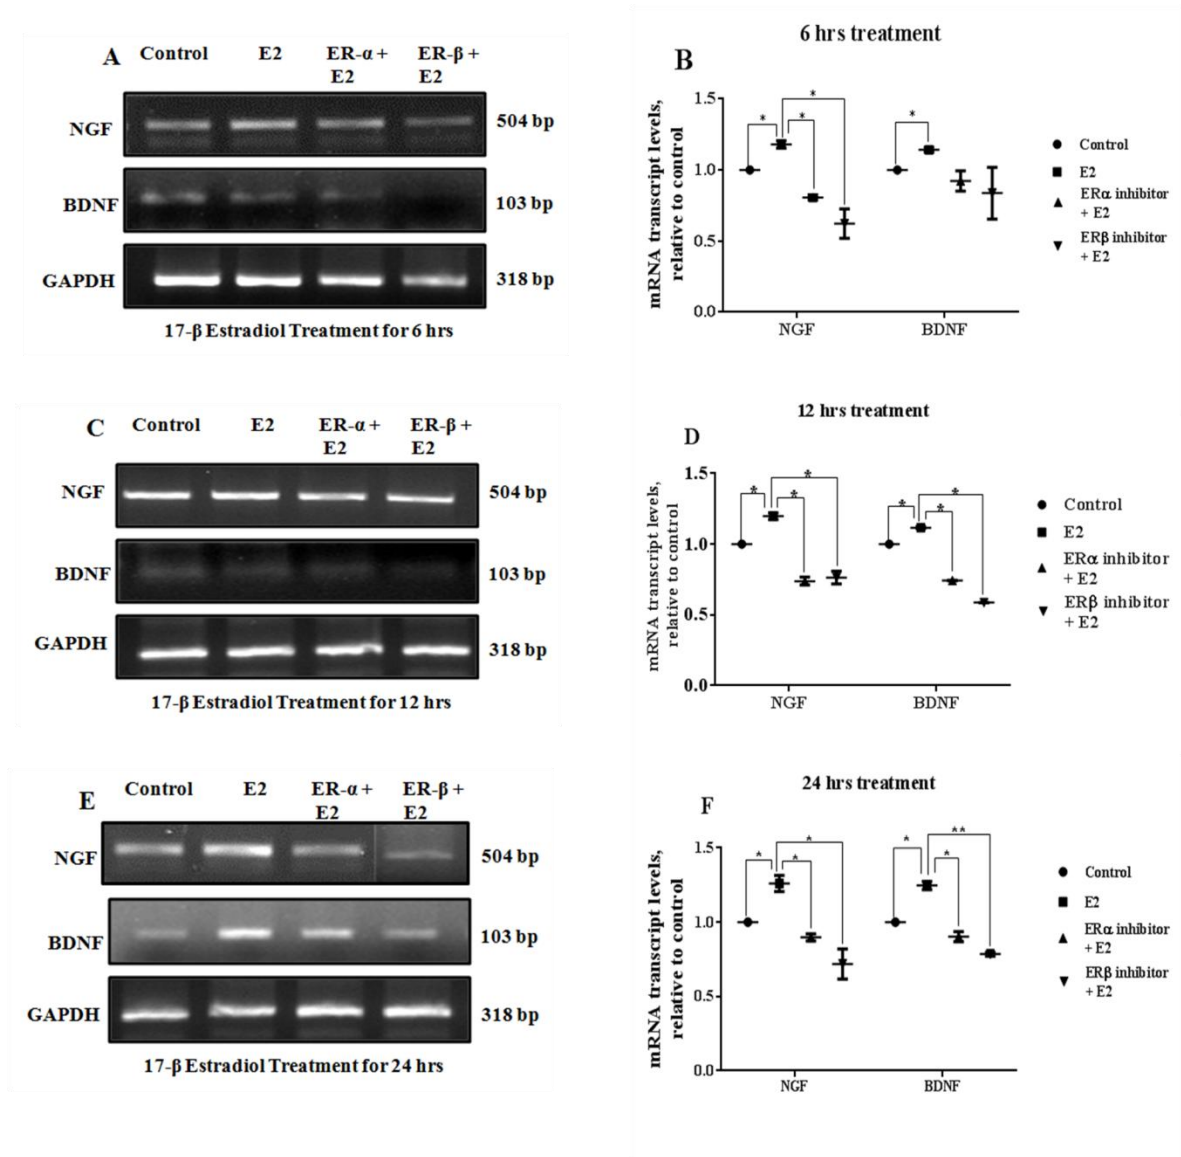 A
Control
E2
ER-α +
E2
ER-β +
E2
NGF
504 bp
BDNF
103 bp
GAPDH
318 bp
17-β Estradiol Treatment for 6 hrs
6 hrs treatment
B
mRNA transcript levels,
relative to control
1.5
1.0
0.5
0.0
*
*
*
*
NGF
BDNF
Control
E2
ERα inhibitor
+ E2
ERβ inhibitor
+ E2
C
Control
E2
ER-α +
E2
ER-β +
E2
NGF
504 bp
BDNF
103 bp
GAPDH
318 bp
17-β Estradiol Treatment for 12 hrs
12 hrs treatment
D
mRNA transcript levels,
relative to control
1.5
1.0
0.5
0.0
*
*
*
*
*
*
NGF
BDNF
Control
E2
ERα inhibitor
+ E2
ERβ inhibitor
+ E2
E
Control
E2
ER-α +
E2
ER-β +
E2
NGF
504 bp
BDNF
103 bp
GAPDH
318 bp
17-β Estradiol Treatment for 24 hrs
24 hrs treatment
F
mRNA transcript levels,
relative to control
1.5
1.0
0.5
0.0
*
*
*
*
*
**
NGF
BDNF
Control
E2
ERα inhibitor
+ E2
ERβ inhibitor
+ E2